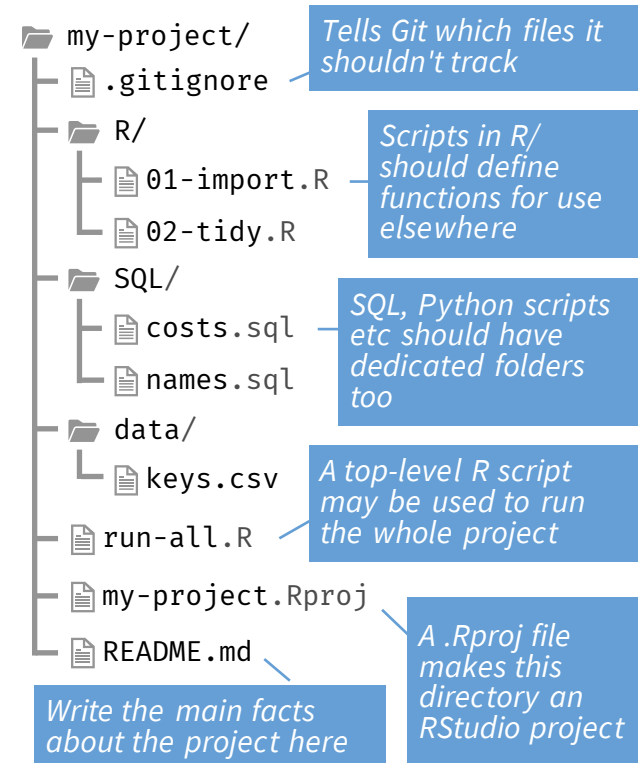 my-project/
Tells Git which files it
shouldn't track
.gitignore
R/
Scripts in R/
should define
functions for use
elsewhere
01-import.R
02-tidy.R
SQL/
SQL, Python scripts
etc should have
dedicated folders
too
costs.sql
names.sql
data/
keys.csv
A top-level R script
may be used to run
the whole project
run-all.R
my-project.Rproj
A .Rproj file
makes this
directory an
RStudio project
README.md
Write the main facts
about the project here